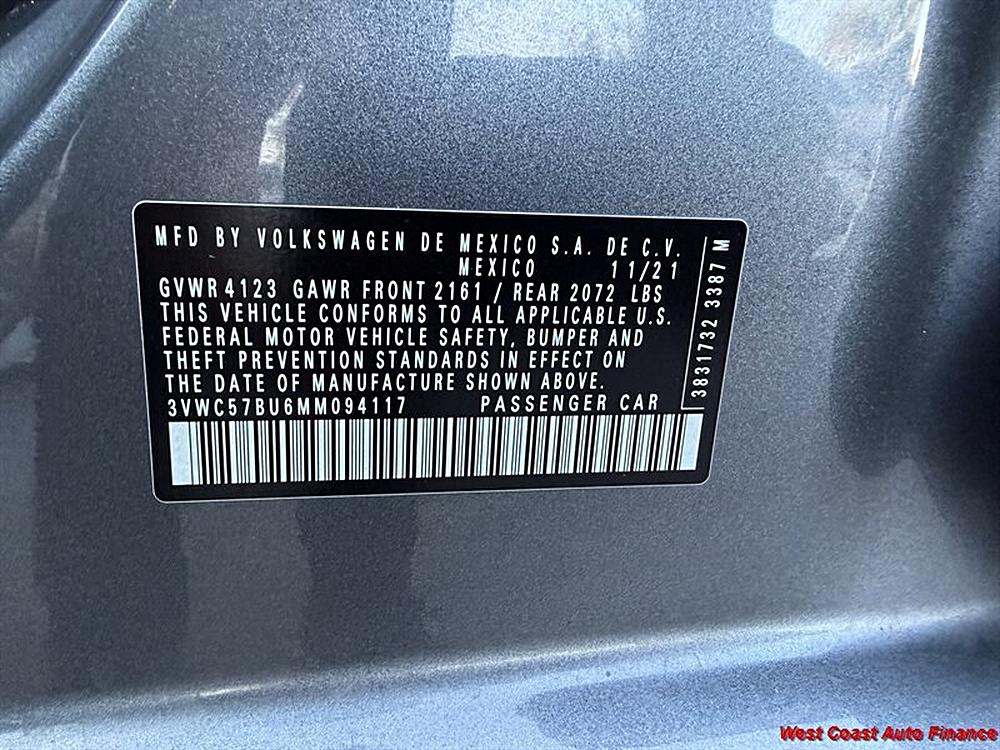 MFD BY VOLKSWAGEN DE MEXICO S.A. DE C.V.
MEXICO 11/21
GVWR 4123 GAWR FRONT 2161 / REAR 2072 LBS
THIS VEHICLE CONFORMS TO ALL APPLICABLE U.S.
FEDERAL MOTOR VEHICLE SAFETY, BUMPER AND
THEFT PREVENTION STANDARDS IN EFFECT ON
THE DATE OF MANUFACTURE SHOWN ABOVE.
3VWC57BU6MM094117 PASSENGER CAR
3831732 3387 M
West Coast Auto Finance